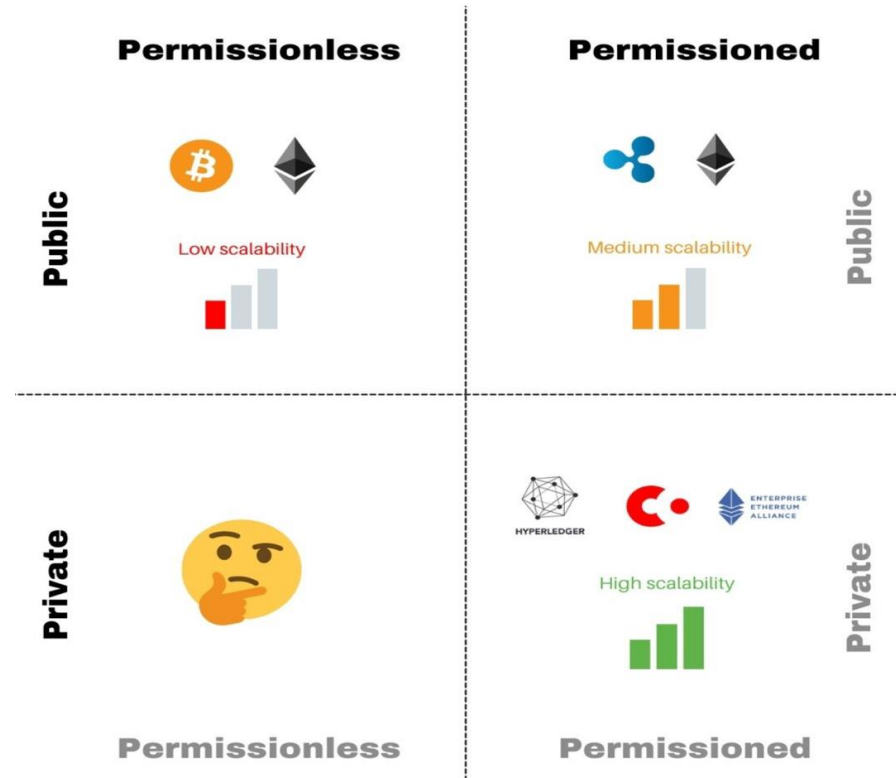 Permissionless
Permissioned
Public
Low scalability
Medium scalability
Public
Private
HYPERLEDGER
ENTERPRISE
ETHEREUM
ALLIANCE
High scalability
Private
Permissionless
Permissioned